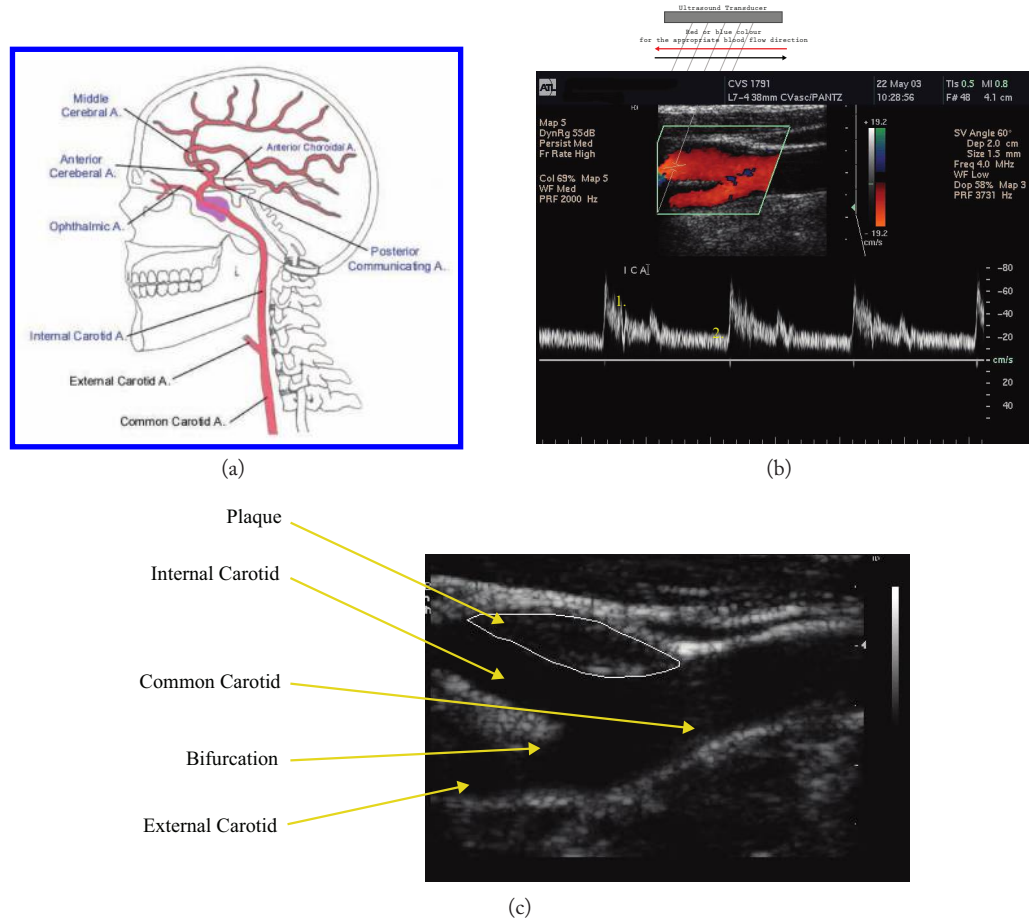 Middle
Cerebral A.
Anterior Choroidal A.
Anterior
Cereberal A.
Ophthalmic A.
Posterior
Communicating A.
L
Internal Carotid A.
External Carotid A.
Common Carotid A.
(a)
Ultrasound Transducer
Red or blue colour
for the appropriate blood flow direction
ATL
CVS 1791
22 May 03
TIs 0.5 MI 0.8
L7-4 38mm CVasc/PANTZ
10:28:56
F# 48 4.1 cm
Map 5
DynRg 55dB
Persist Med
Fr Rate High
Col 69% Map 5
WF Med
PRF 2000 Hz
+ 19.2
- 19.2
cm/s
SV Angle 60°
Dep 2.0 cm
Size 1.5 mm
Freq 4.0 MHz
WF Low
Dop 58% Map 3
PRF 3731 Hz
I C A
1.
2.
-80
-60
-40
-20
cm/s
20
40
(b)
Plaque
Internal Carotid
Common Carotid
Bifurcation
External Carotid
(c)